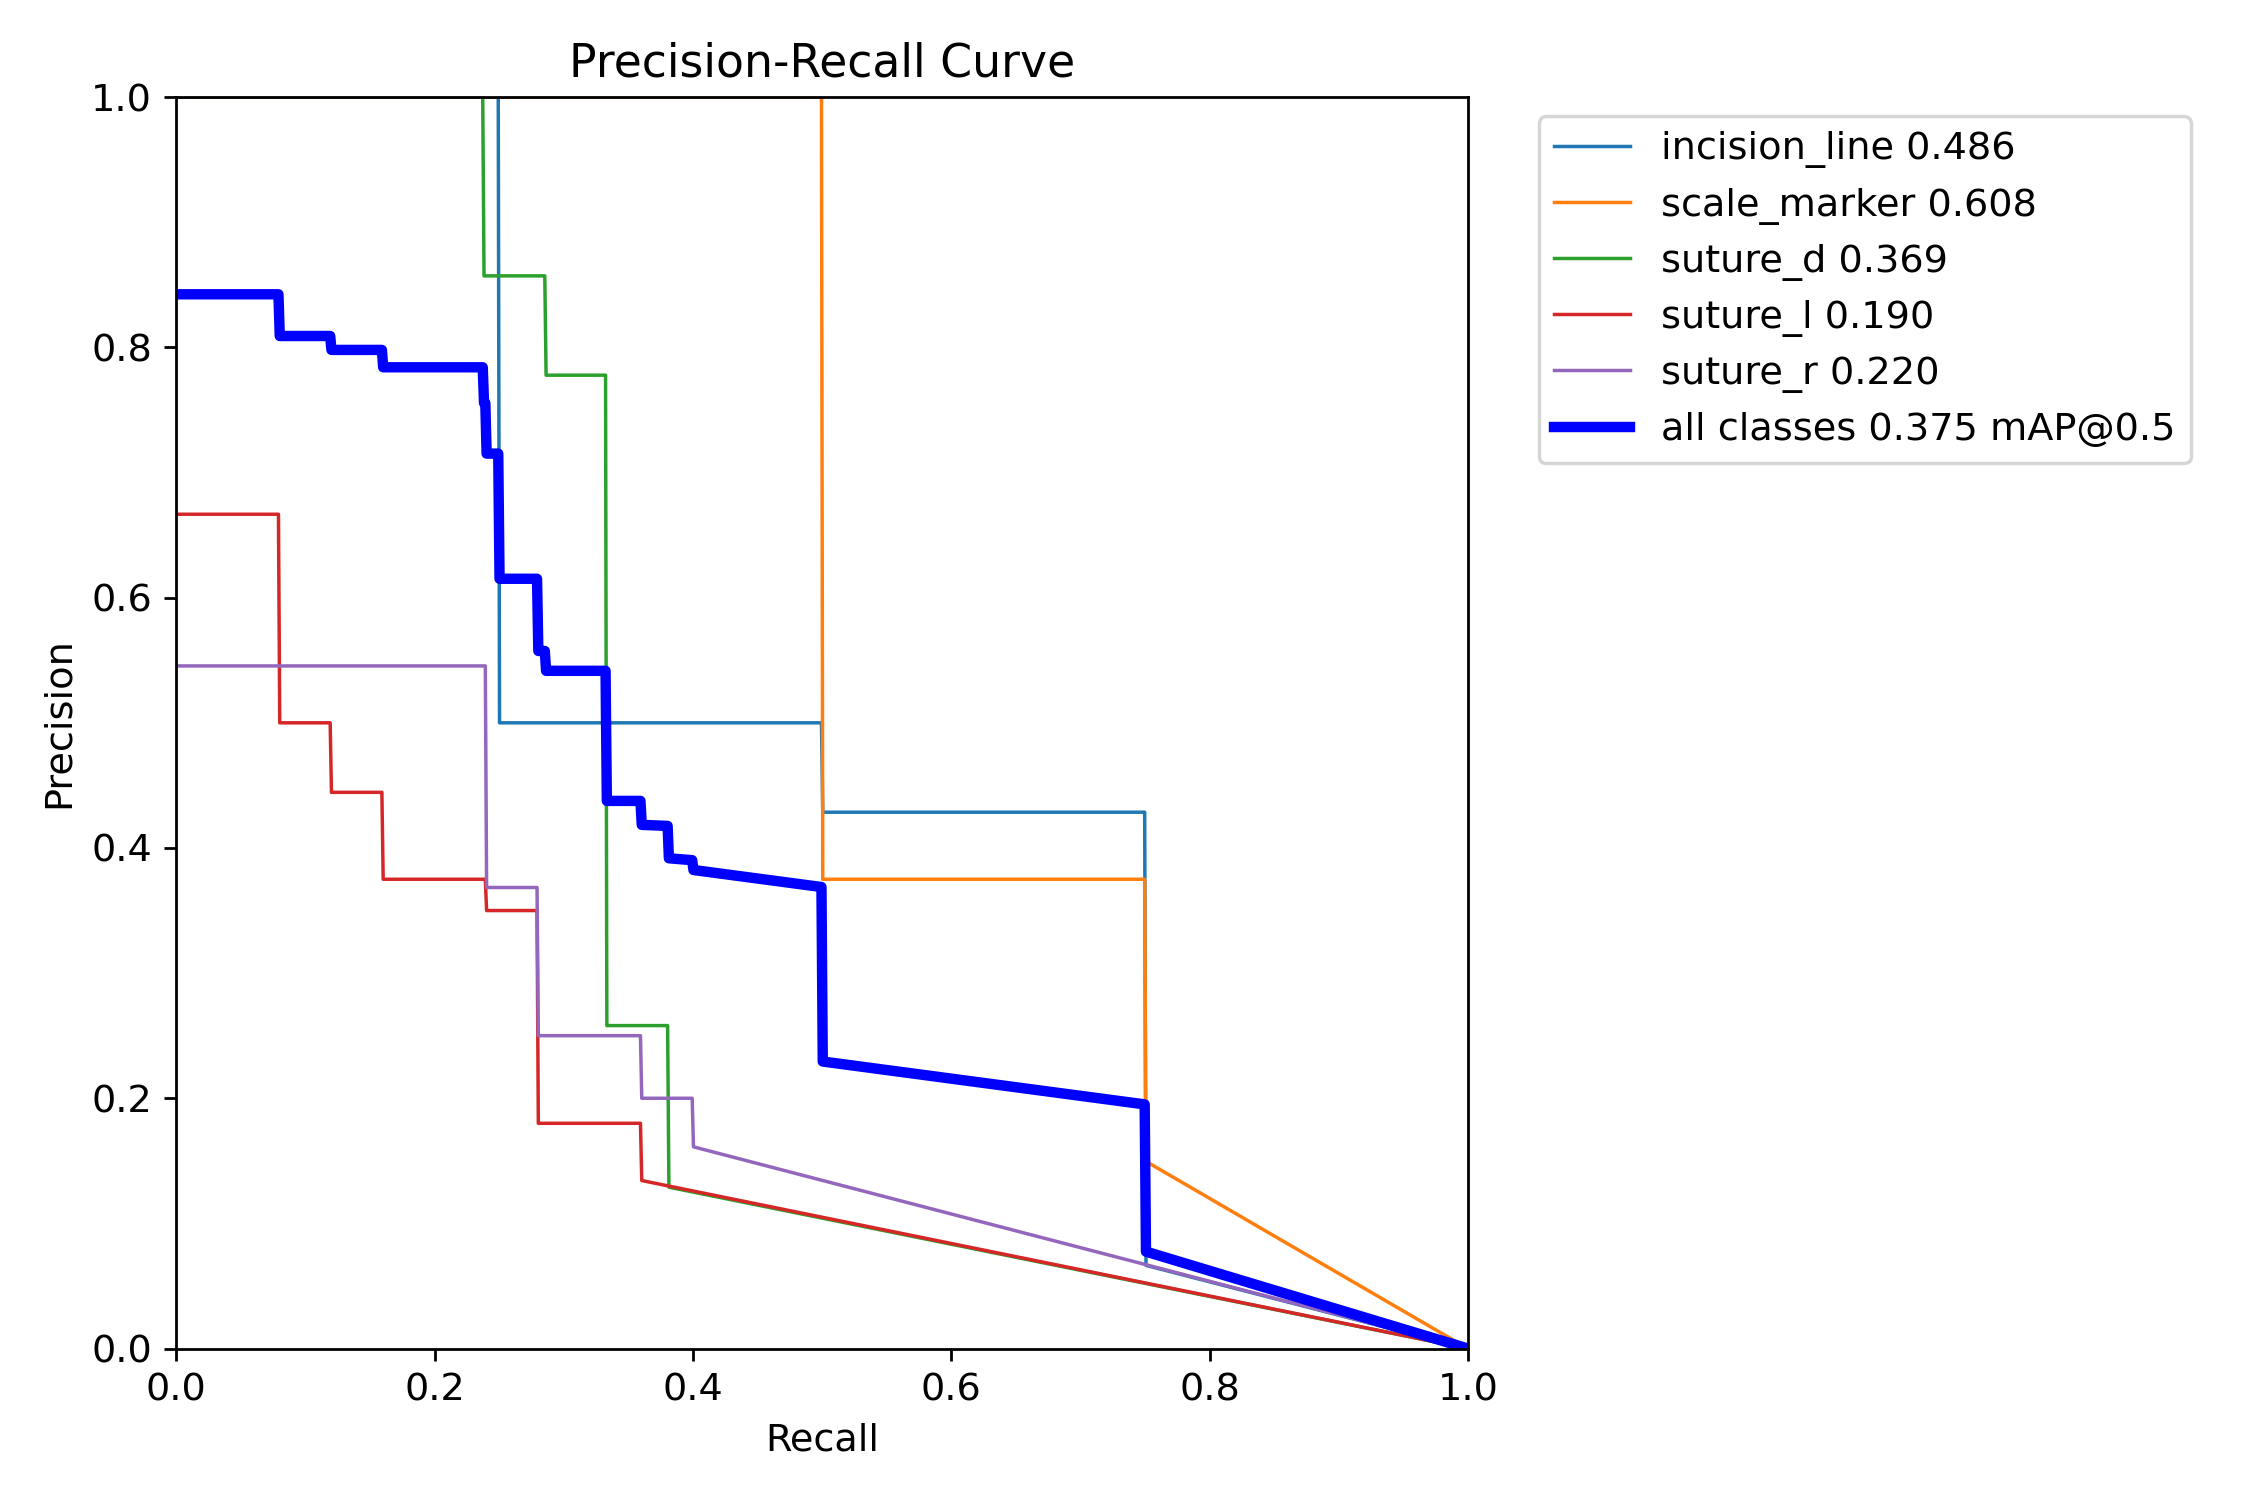 Precision-Recall Curve
1.0
0.8
0.6
0.4
0.2
0.0
Precision
0.0 0.2 0.4 0.6 0.8 1.0
Recall
incision_line 0.486
scale_marker 0.608
suture_d 0.369
suture_l 0.190
suture_r 0.220
all classes 0.375 mAP@0.5